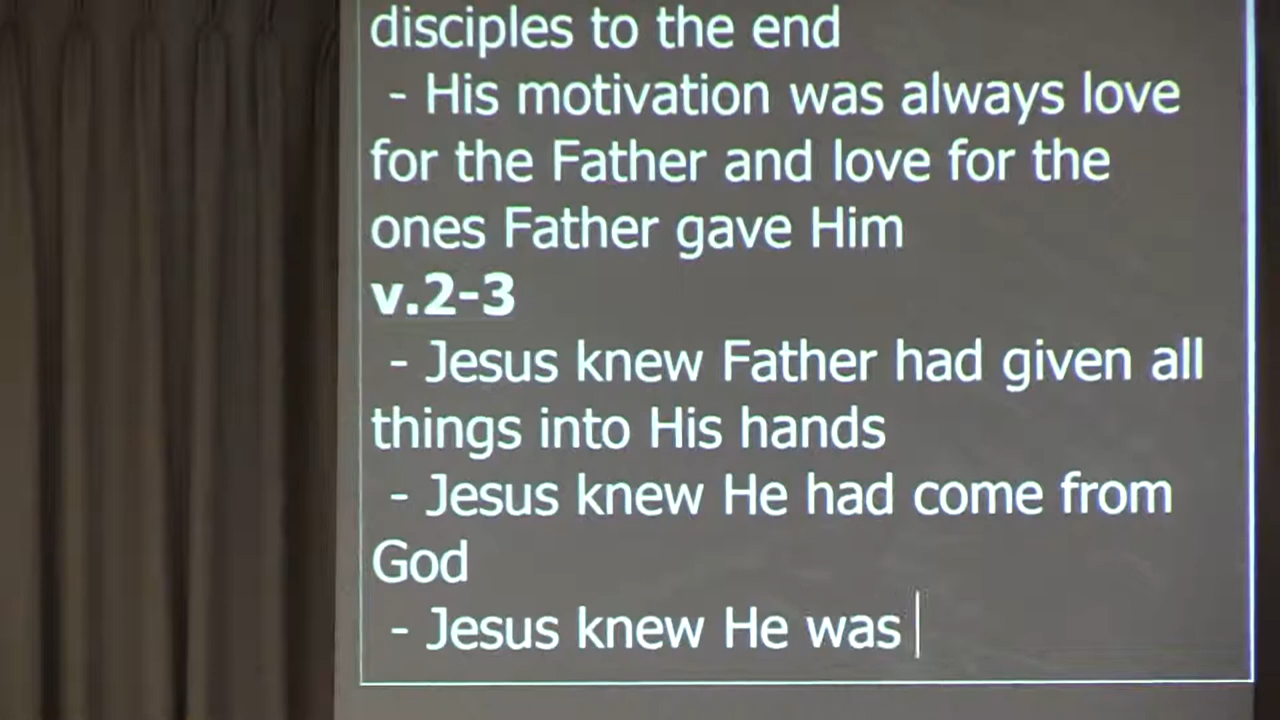 disciples to the end
- His motivation was always love
for the Father and love for the
ones Father gave Him
v.2-3
- Jesus knew Father had given all
things into His hands
- Jesus knew He had come from
God
- Jesus knew He was